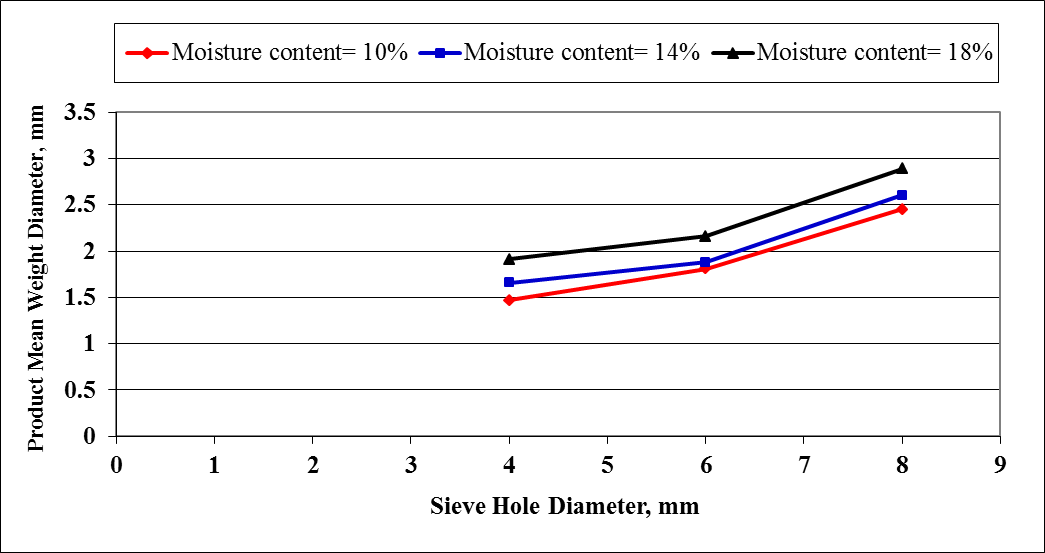 Moisture content= 10% Moisture content= 14% Moisture content= 18%
Product Mean Weight Diameter, mm
3.5
3
2.5
2
1.5
1
0.5
0
0 1 2 3 4 5 6 7 8 9
Sieve Hole Diameter, mm